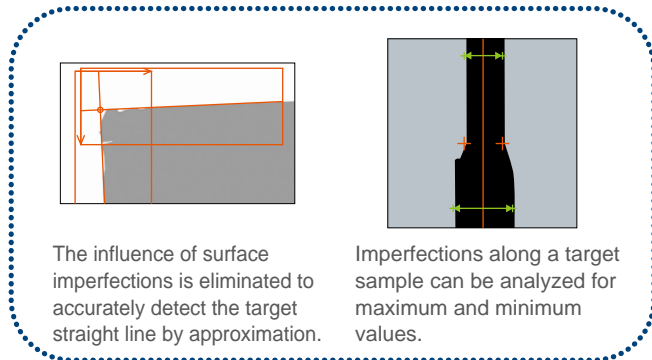 The influence of surface
imperfections is eliminated to
accurately detect the target
straight line by approximation.
Imperfections along a target
sample can be analyzed for
maximum and minimum
values.